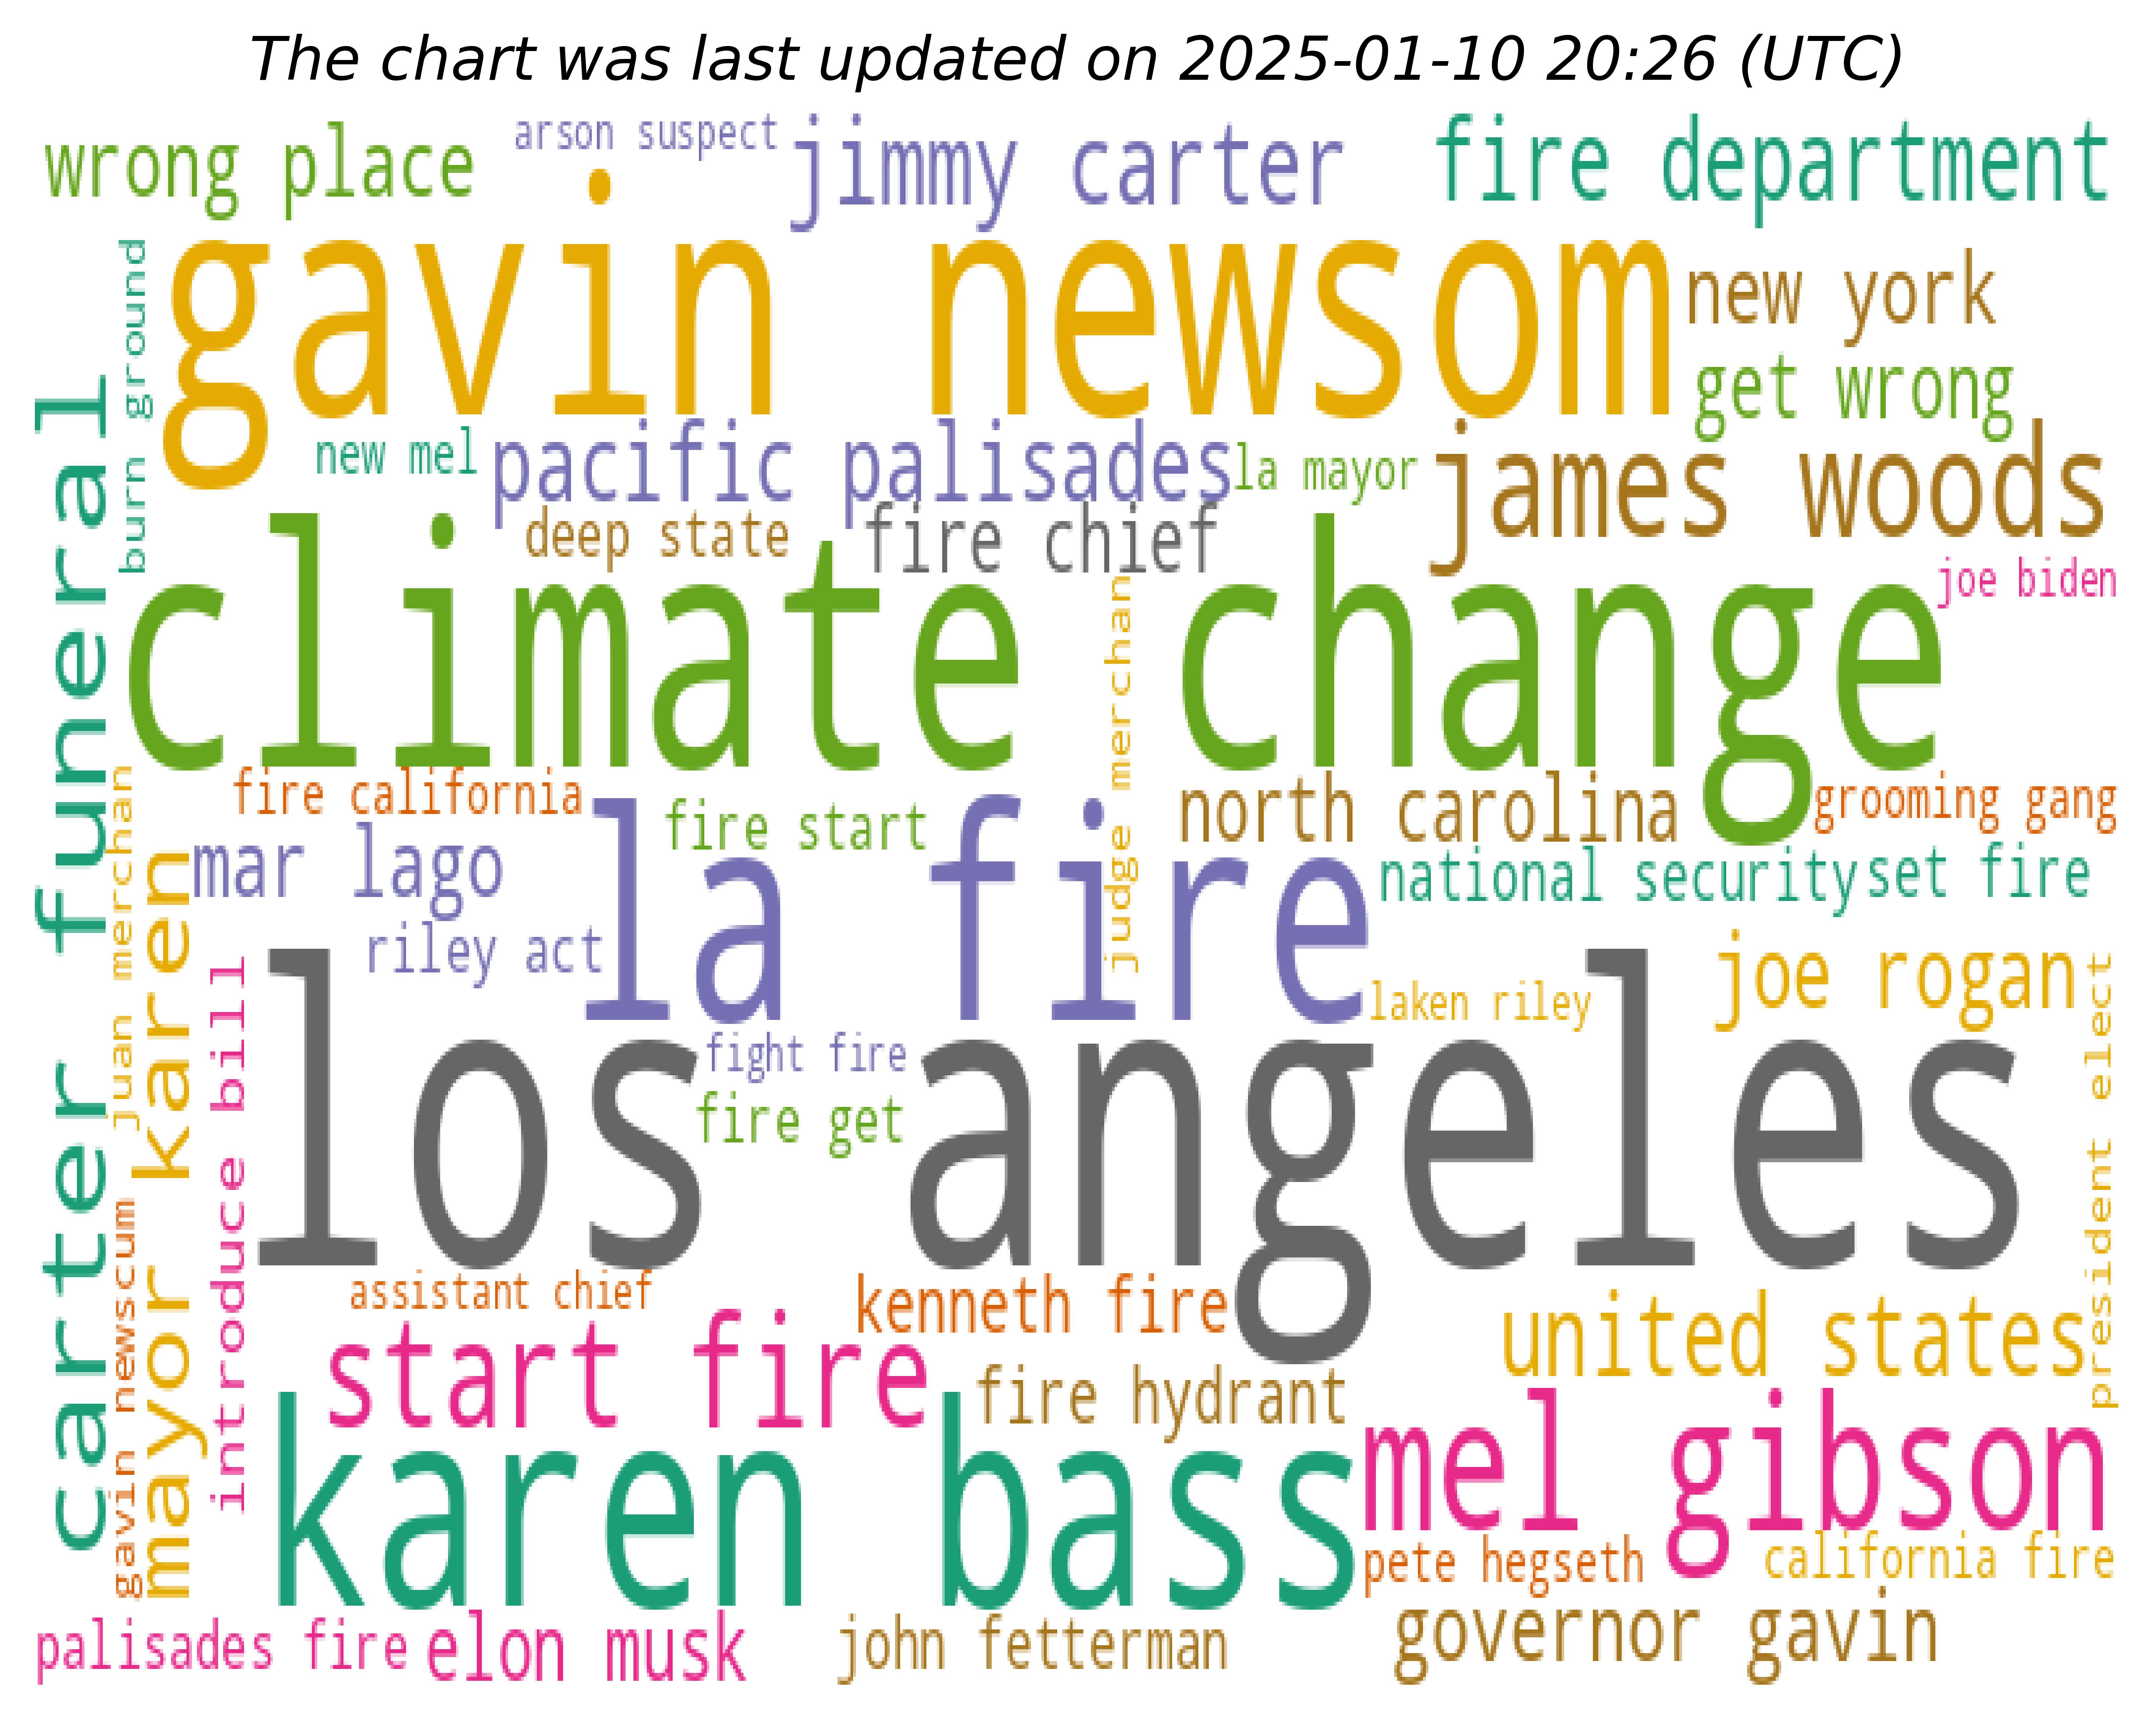 The chart was last updated on 2025-01-10 20:26 (UTC)
wrong place
arson suspect
jimmy carter
fire department
gavin newsom
new york
get wrong
burn ground
carter funeral
new mel
pacific palisades
la mayor
james woods
deep state
fire chief
joe biden
climate change
judge merchan
fire california
fire start
north carolina
grooming gang
juan merchan
mar lago
la fire
national security
set fire
mayor karen
riley act
laken riley
joe rogan
introduce bill
los angeles
fight fire
fire get
president elect
gavin newscum
assistant chief
kenneth fire
united states
start fire
fire hydrant
karen bass
mel gibson
pete hegseth
california fire
palisades fire
elon musk
john fetterman
governor gavin